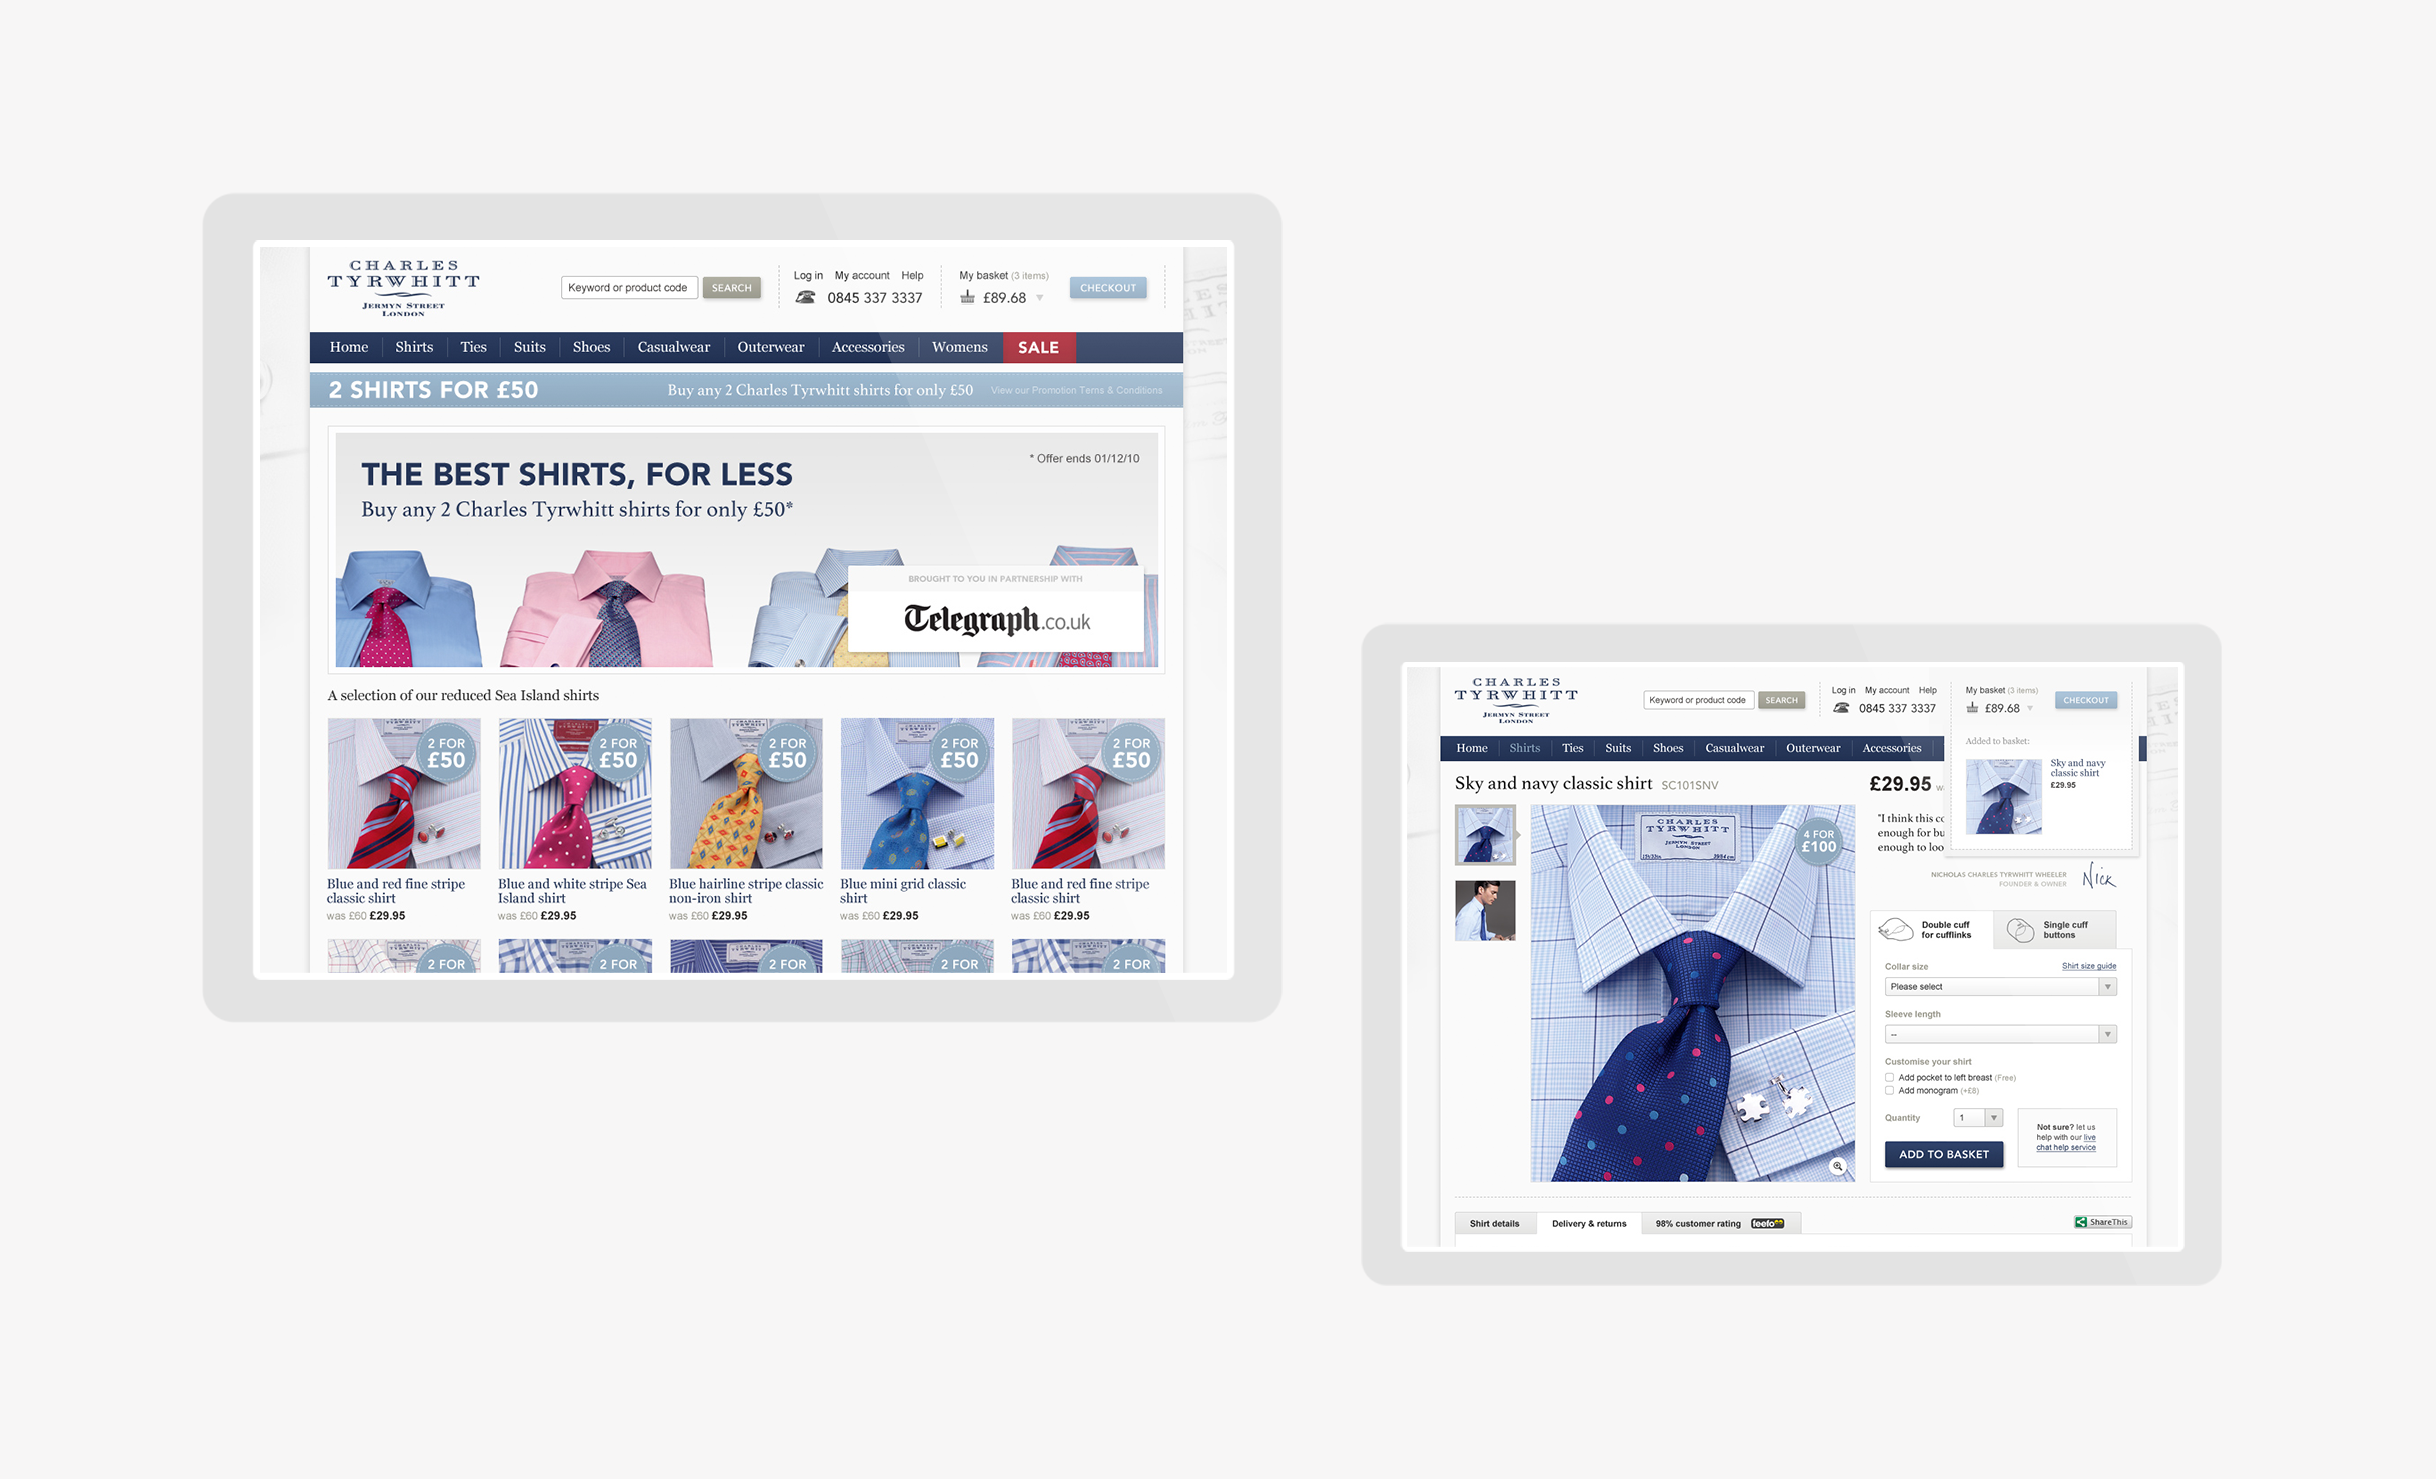 CHARLES
TYRWHITT
JERMYN STREET
LONDON
Keyword or product code
SEARCH
Log in My account Help
0845 337 3337
My basket (3 items)
£89.68
CHECKOUT
Home Shirts Ties Suits Shoes Casualwear Outerwear Accessories Womens SALE
2 SHIRTS FOR £50
Buy any 2 Charles Tyrwhitt shirts for only £50
View our Promotion Terns & Conditions
THE BEST SHIRTS, FOR LESS
* Offer ends 01/12/10
Buy any 2 Charles Tyrwhitt shirts for only £50*
BROUGHT TO YOU IN PARTNERSHIP WITH
Telegraph.co.uk
A selection of our reduced Sea Island shirts
2 FOR
£50
2 FOR
£50
2 FOR
£50
2 FOR
£50
2 FOR
£50
Blue and red fine stripe
classic shirt
was £60 £29.95
Blue and white stripe Sea
Island shirt
was £60 £29.95
Blue hairline stripe classic
non-iron shirt
was £60 £29.95
Blue mini grid classic
shirt
was £60 £29.95
Blue and red fine stripe
classic shirt
was £60 £29.95
2 FOR
2 FOR
2 FOR
2 FOR
2 FOR
CHARLES
TYRWHITT
JERMYN STREET
LONDON
Keyword or product code
SEARCH
Log in My account Help
0845 337 3337
My basket (3 items)
£89.68
CHECKOUT
Home Shirts Ties Suits Shoes Casualwear Outerwear Accessories
Added to basket:
Sky and navy
classic shirt
£29.95
Sky and navy classic shirt SC101SNV
£29.95
"I think this co
enough for bu
enough to loo
NICHOLAS CHARLES TYRWHITT WHEELER
FOUNDER & OWNER
Nick
CHARLES
TYRWHITT
JERMYN STREET
LONDON
4 FOR
£100
Double cuff
for cufflinks
Single cuff
buttons
Collar size
Shirt size guide
Please select
Sleeve length
--
Customise your shirt
Add pocket to left breast (Free)
Add monogram (+£8)
Quantity
1
Not sure? let us
help with our live
chat help service
ADD TO BASKET
Shirt details
Delivery & returns
98% customer rating feefo
ShareThis